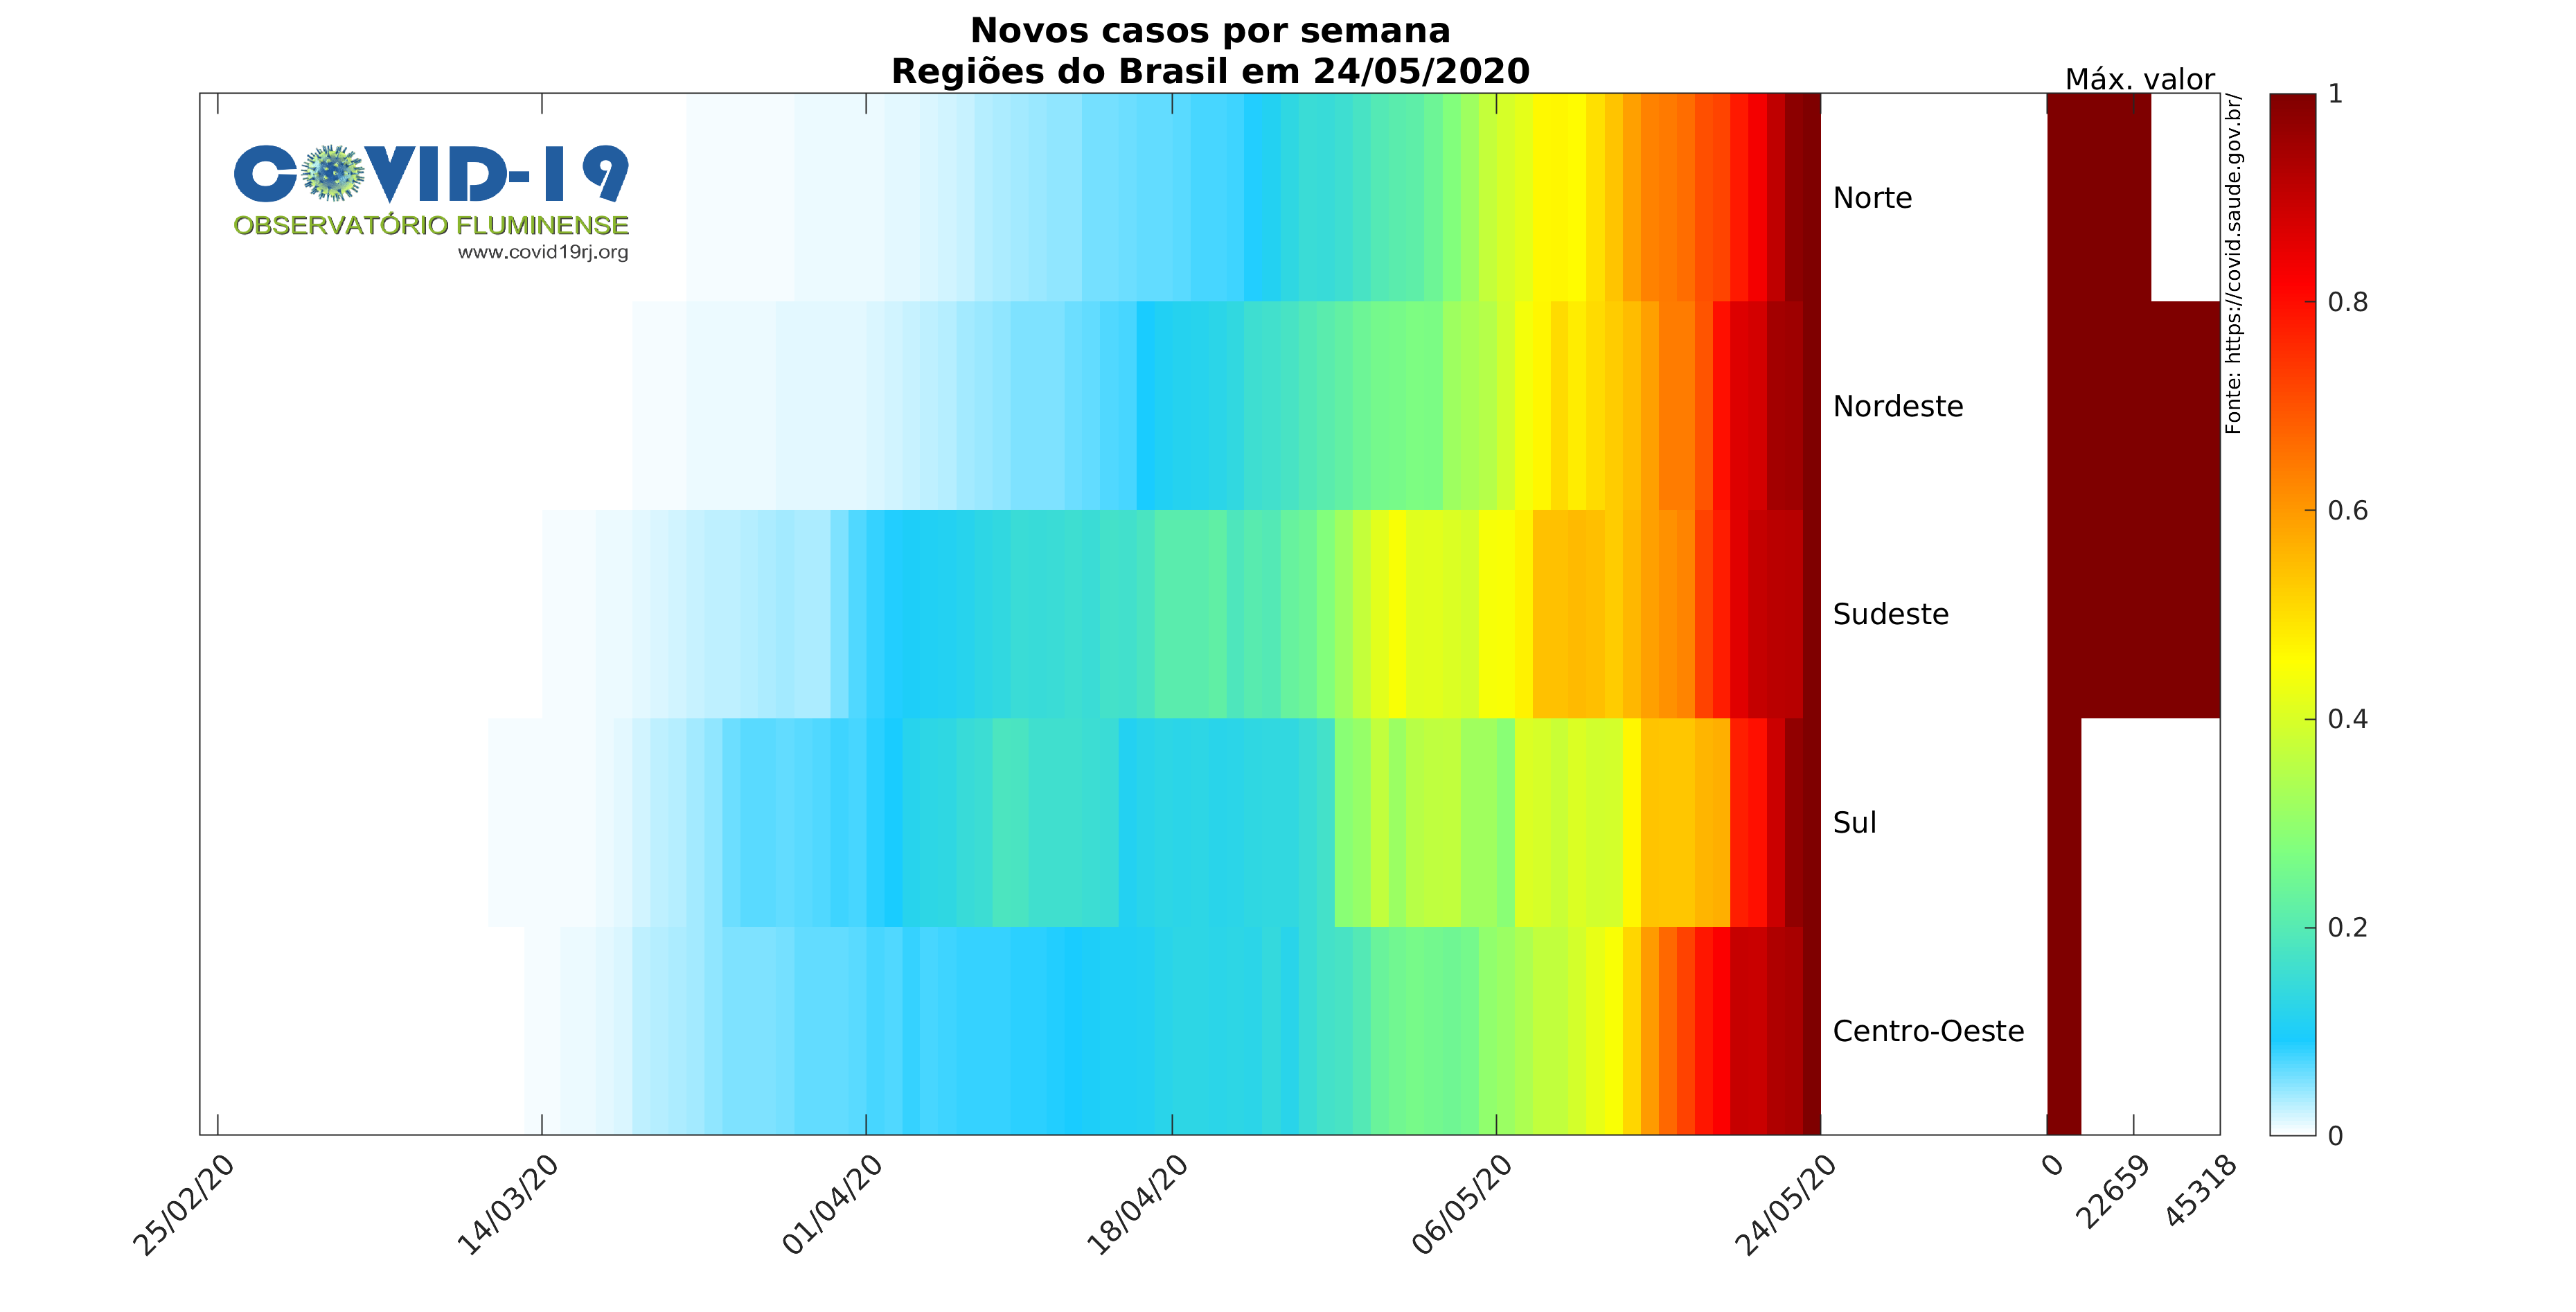 Novos casos por semana
Regiões do Brasil em 24/05/2020
Máx. valor
COVID-19
OBSERVATÓRIO FLUMINENSE
www.covid19rj.org
Norte
Nordeste
Sudeste
Sul
Centro-Oeste
Fonte: https://covid.saude.gov.br/
1
0.8
0.6
0.4
0.2
0
25/02/20
14/03/20
01/04/20
18/04/20
06/05/20
24/05/20
0
22659
45318